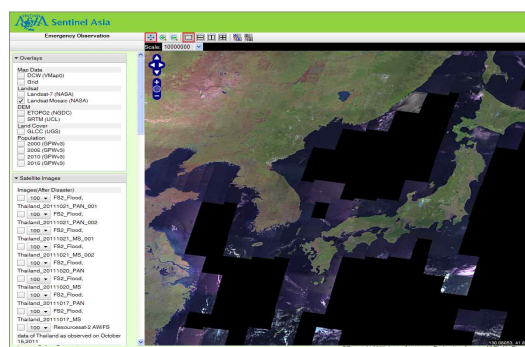 Sentinel Asia
Emergency Observation
Scale: 10000000
Overlays
Map Data
DCW (VMap0)
Grid
Landsat
Landsat-7 (NASA)
Landsat Mosaic (NASA)
DEM
ETOPO2 (NGDC)
SRTM (UCL)
Land Cover
GLCC (UGS)
Population
2000 (GPWv3)
2005 (GPWv3)
2010 (GPWv3)
2015 (GPWv3)
Satellite Images
Images(After Disaster)
100 FS2_Flood,
Thailand_20111021_PAN_001
100 FS2_Flood,
Thailand_20111021_PAN_002
100 FS2_Flood,
Thailand_20111021_MS_001
100 FS2_Flood,
Thailand_20111021_MS_002
100 FS2_Flood,
Thailand_20111020_PAN
100 FS2_Flood,
Thailand_20111020_MS
100 FS2_Flood,
Thailand_20111017_PAN
100 FS2_Flood,
Thailand_20111017_MS
100 Resourcesat-2 AWiFS
data of Thailand as observed on October
15,2011